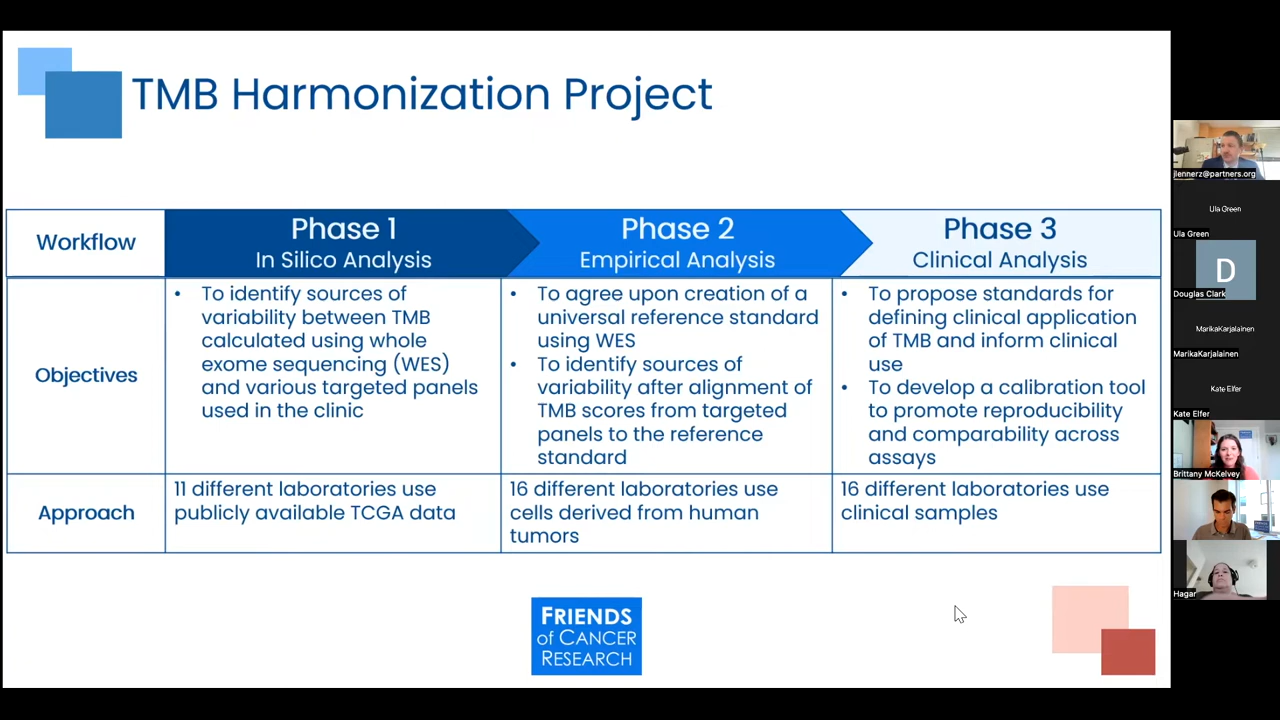 TMB Harmonization Project
Workflow
Phase 1
In Silico Analysis
Phase 2
Empirical Analysis
Phase 3
Clinical Analysis
Objectives
• To identify sources of
variability between TMB
calculated using whole
exome sequencing (WES)
and various targeted panels
used in the clinic
• To agree upon creation of a
universal reference standard
using WES
• To identify sources of
variability after alignment of
TMB scores from targeted
panels to the reference
standard
• To propose standards for
defining clinical application
of TMB and inform clinical
use
• To develop a calibration tool
to promote reproducibility
and comparability across
assays
Approach
11 different laboratories use
publicly available TCGA data
16 different laboratories use
cells derived from human
tumors
16 different laboratories use
clinical samples
FRIENDS
of CANCER
RESEARCH
jlennerz@partners.org
Ula Green
Ula Green
D
Douglas Clark
MarikaKarjalainen
MarikaKarjalainen
Kate Elfer
Kate Elfer
Brittany McKelvey
Hagar